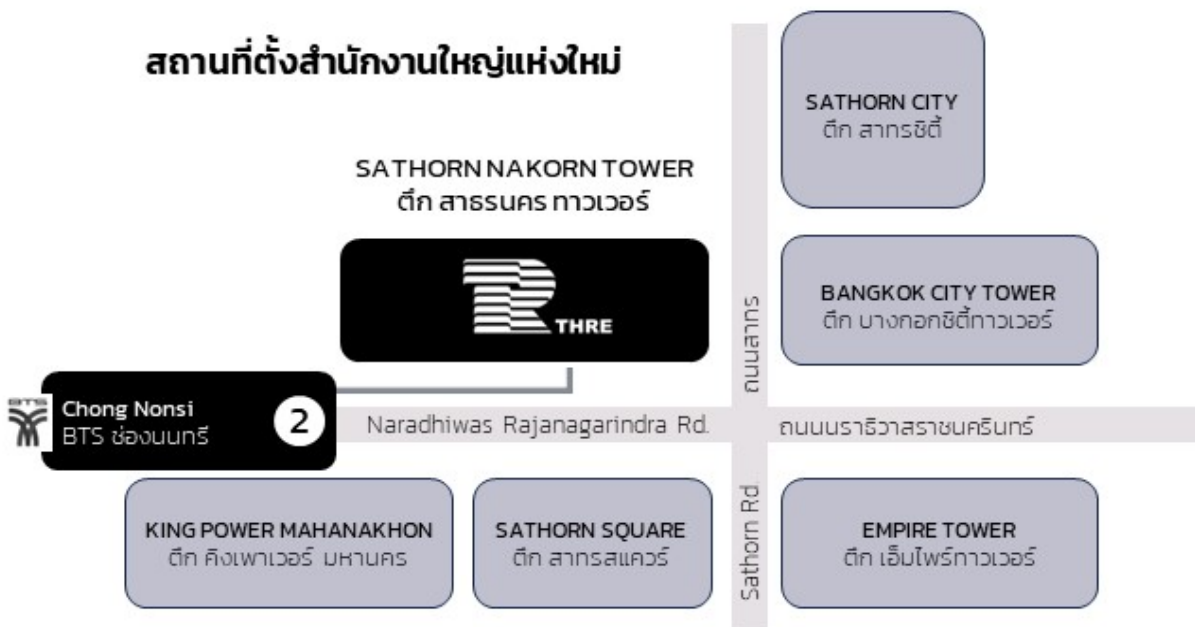 สถานที่ตั้งสำนักงานใหญ่แห่งใหม่
SATHORN CITY
ตึก สาทรซิตี้
SATHORN NAKORN TOWER
ตึก สาธรนคร ทาวเวอร์
R THRE
BANGKOK CITY TOWER
ตึก บางกอกซิตี้ทาวเวอร์
ถนนสาทร
BTS
Chong Nonsi
BTS ช่องนนทรี
2
Naradhiwas Rajanagarindra Rd.
ถนนนราธิวาสราชนครินทร์
KING POWER MAHANAKHON
ตึก คิงเพาเวอร์ มหานคร
SATHORN SQUARE
ตึก สาทรสแควร์
Sathorn Rd.
EMPIRE TOWER
ตึก เอ็มไพร์ทาวเวอร์